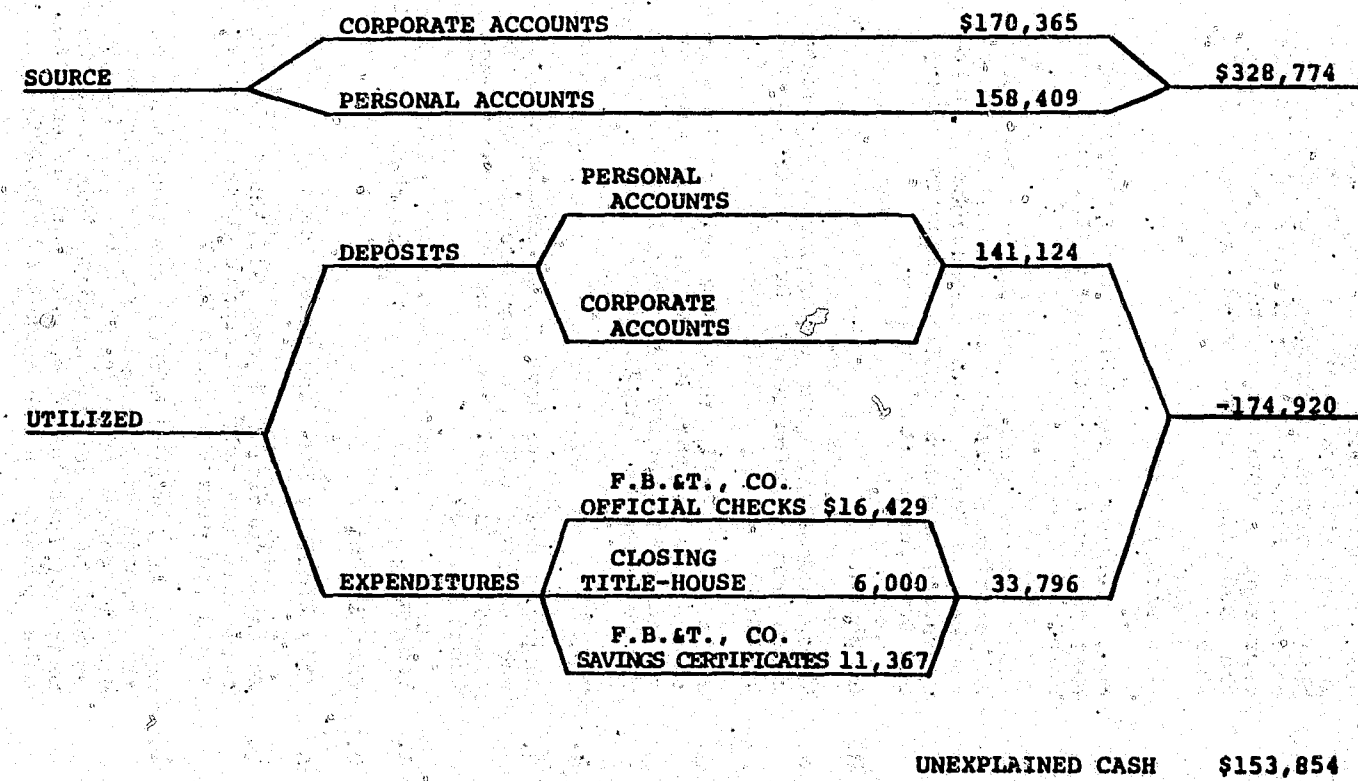 CORPORATE ACCOUNTS $170,365
SOURCE $328,774
PERSONAL ACCOUNTS 158,409
PERSONAL
ACCOUNTS
DEPOSITS 141,124
CORPORATE
ACCOUNTS
UTILIZED -174,920
F.B.&T., CO.
OFFICIAL CHECKS $16,429
CLOSING
EXPENDITURES TITLE-HOUSE 6,000 33,796
F.B.&T., CO.
SAVINGS CERTIFICATES 11,367
UNEXPLAINED CASH $153,854